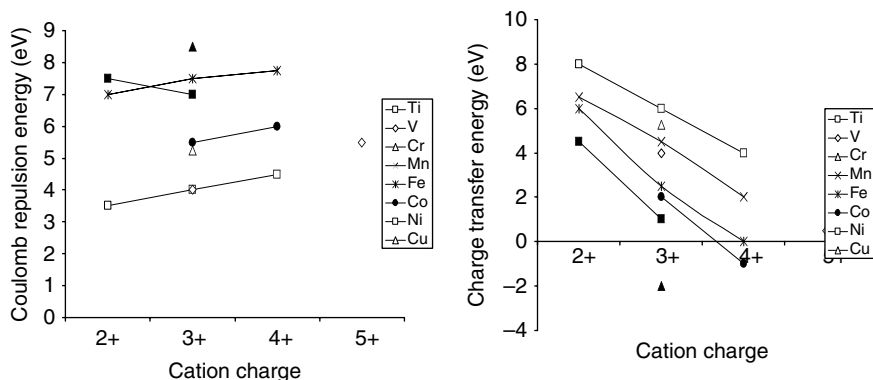 Coulomb repulsion energy (eV)
9
8
7
6
5
4
3
2
1
0
2+
3+
4+
5+
Cation charge
Ti
V
Cr
Mn
Fe
Co
Ni
Cu
Charge transfer energy (eV)
10
8
6
4
2
0
−2
−4
2+
3+
4+
Cation charge
Ti
V
Cr
Mn
Fe
Co
Ni
Cu